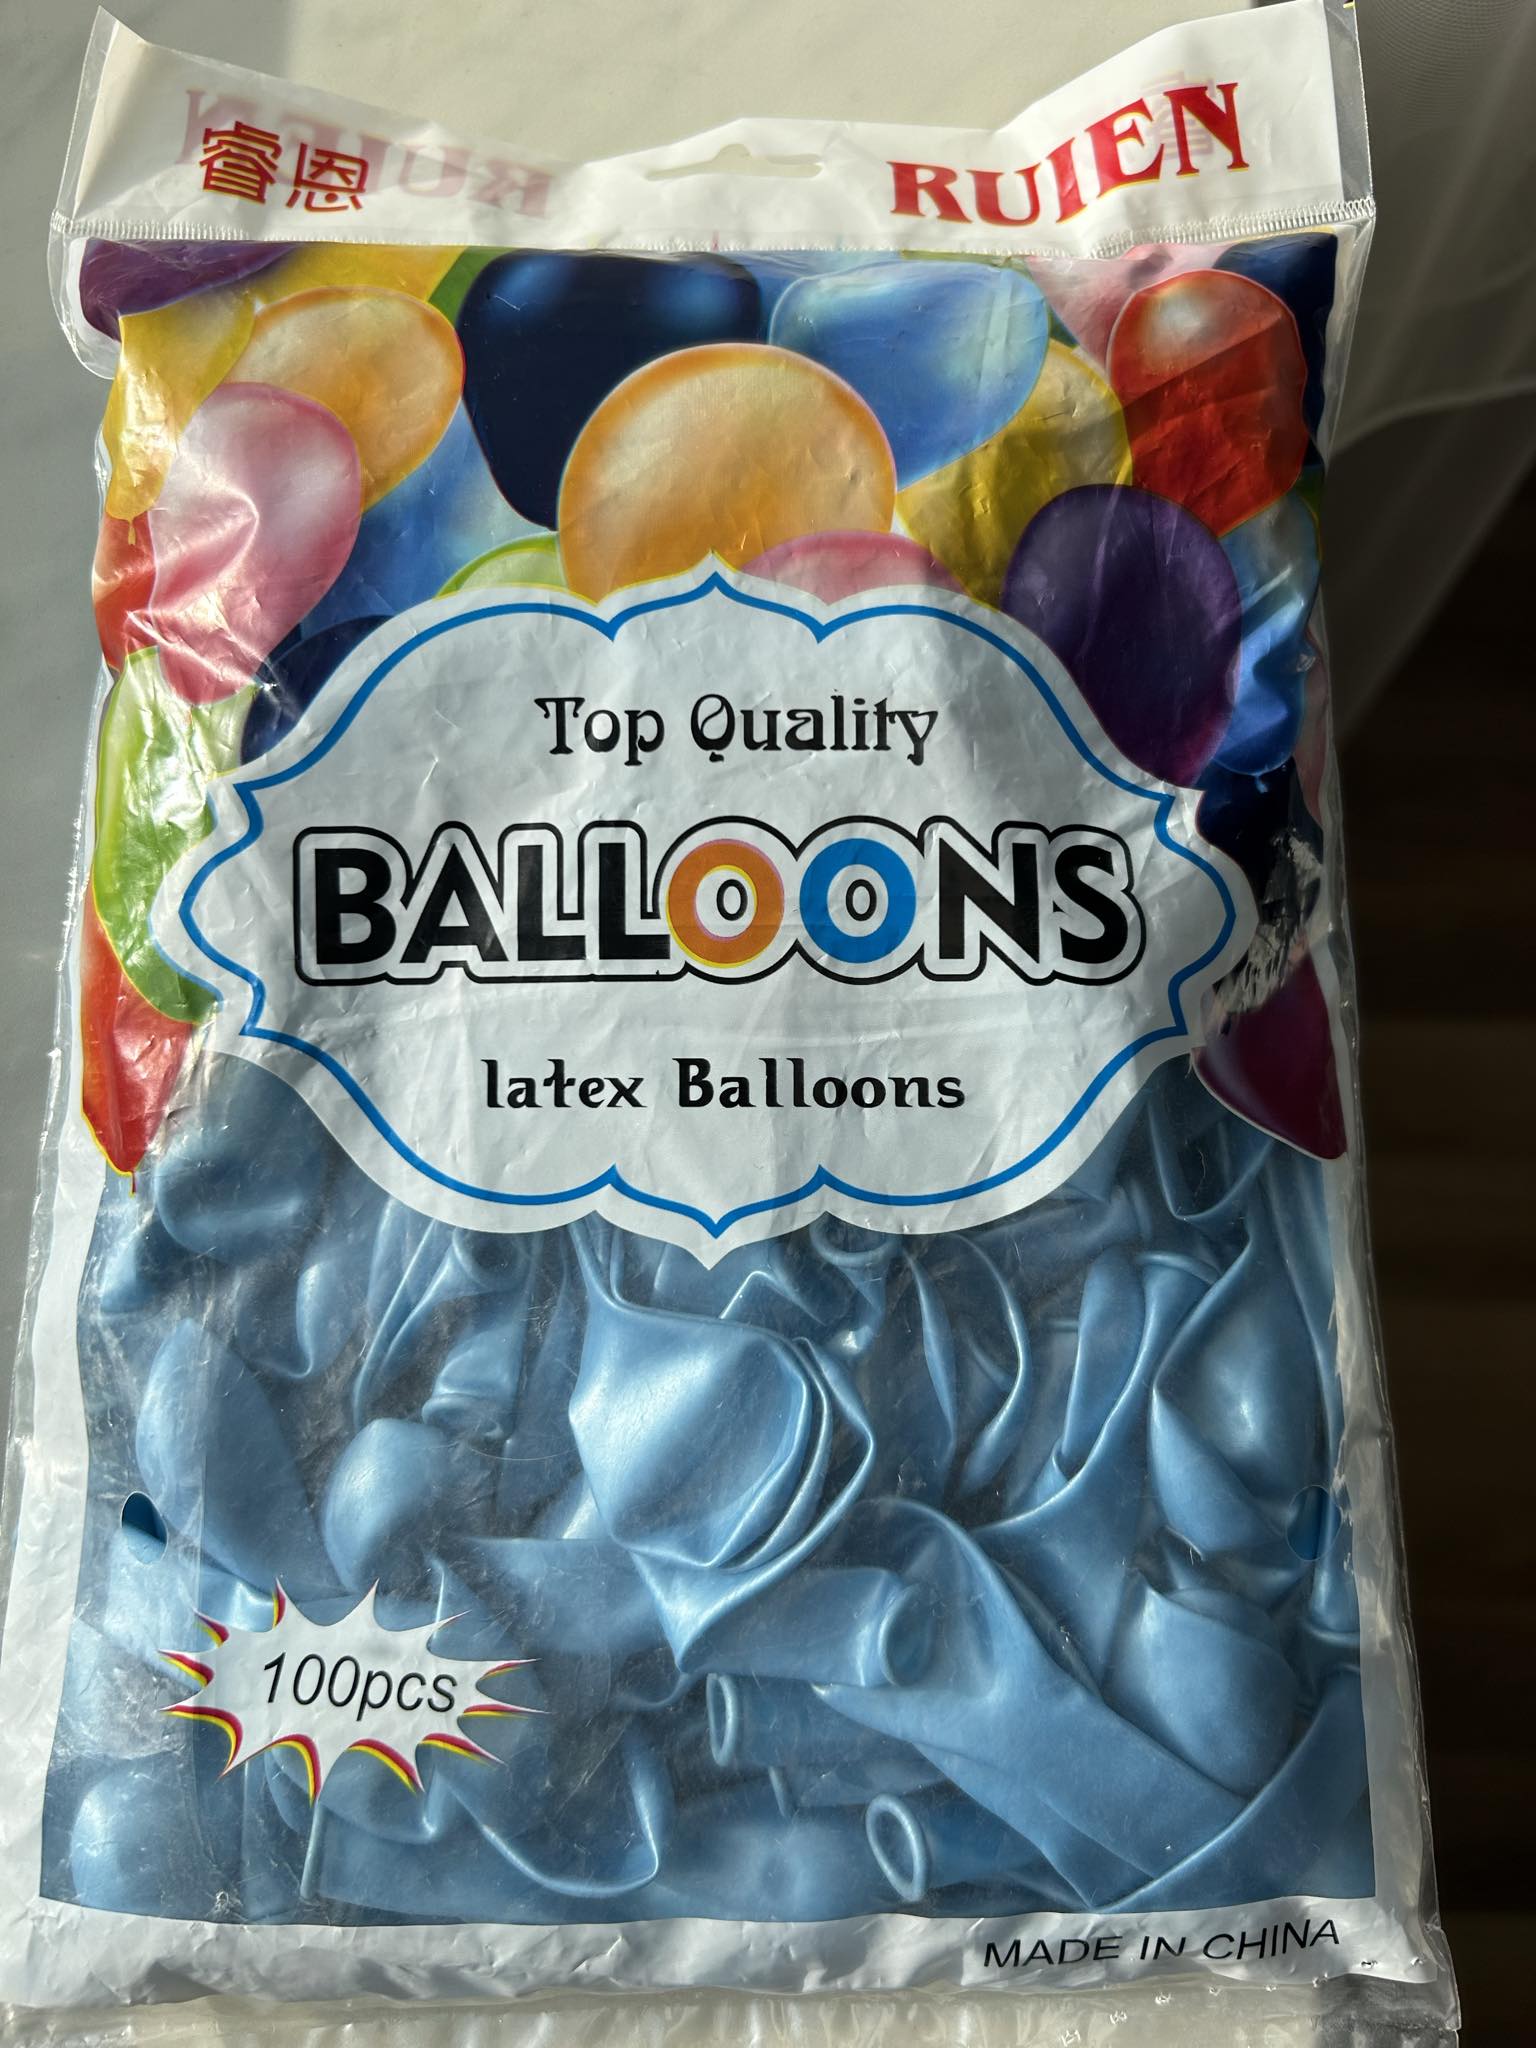 睿恩 RUIEN
Top Quality
BALLOONS
latex Balloons
100pcs
MADE IN CHINA